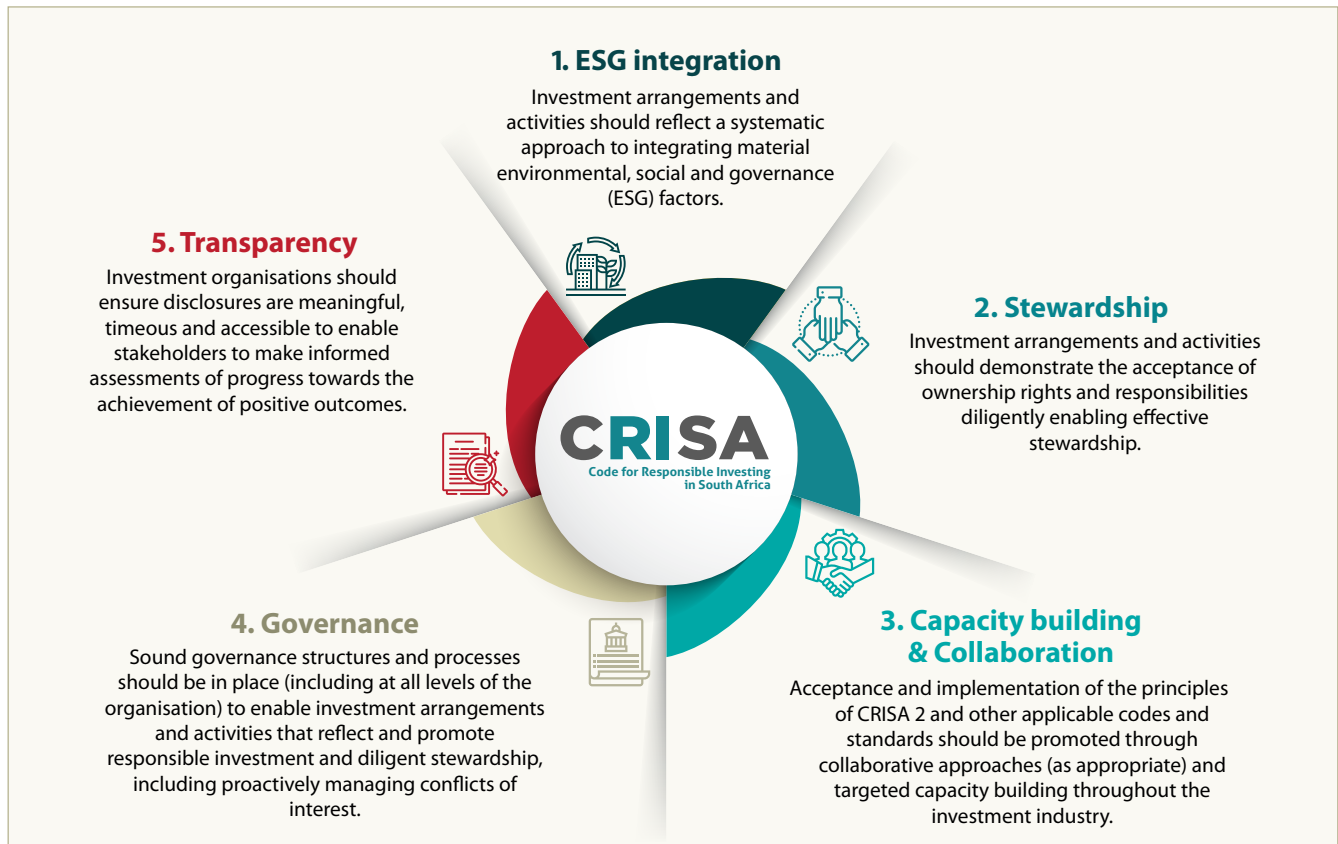 1. ESG integration
Investment arrangements and
activities should reflect a systematic
approach to integrating material
environmental, social and governance
(ESG) factors.
2. Stewardship
Investment arrangements and activities
should demonstrate the acceptance of
ownership rights and responsibilities
diligently enabling effective
stewardship.
3. Capacity building
& Collaboration
Acceptance and implementation of the principles
of CRISA 2 and other applicable codes and
standards should be promoted through
collaborative approaches (as appropriate) and
targeted capacity building throughout the
investment industry.
4. Governance
Sound governance structures and processes
should be in place (including at all levels of the
organisation) to enable investment arrangements
and activities that reflect and promote
responsible investment and diligent stewardship,
including proactively managing conflicts of
interest.
5. Transparency
Investment organisations should
ensure disclosures are meaningful,
timeous and accessible to enable
stakeholders to make informed
assessments of progress towards the
achievement of positive outcomes.
CRISA
Code for Responsible Investing
in South Africa